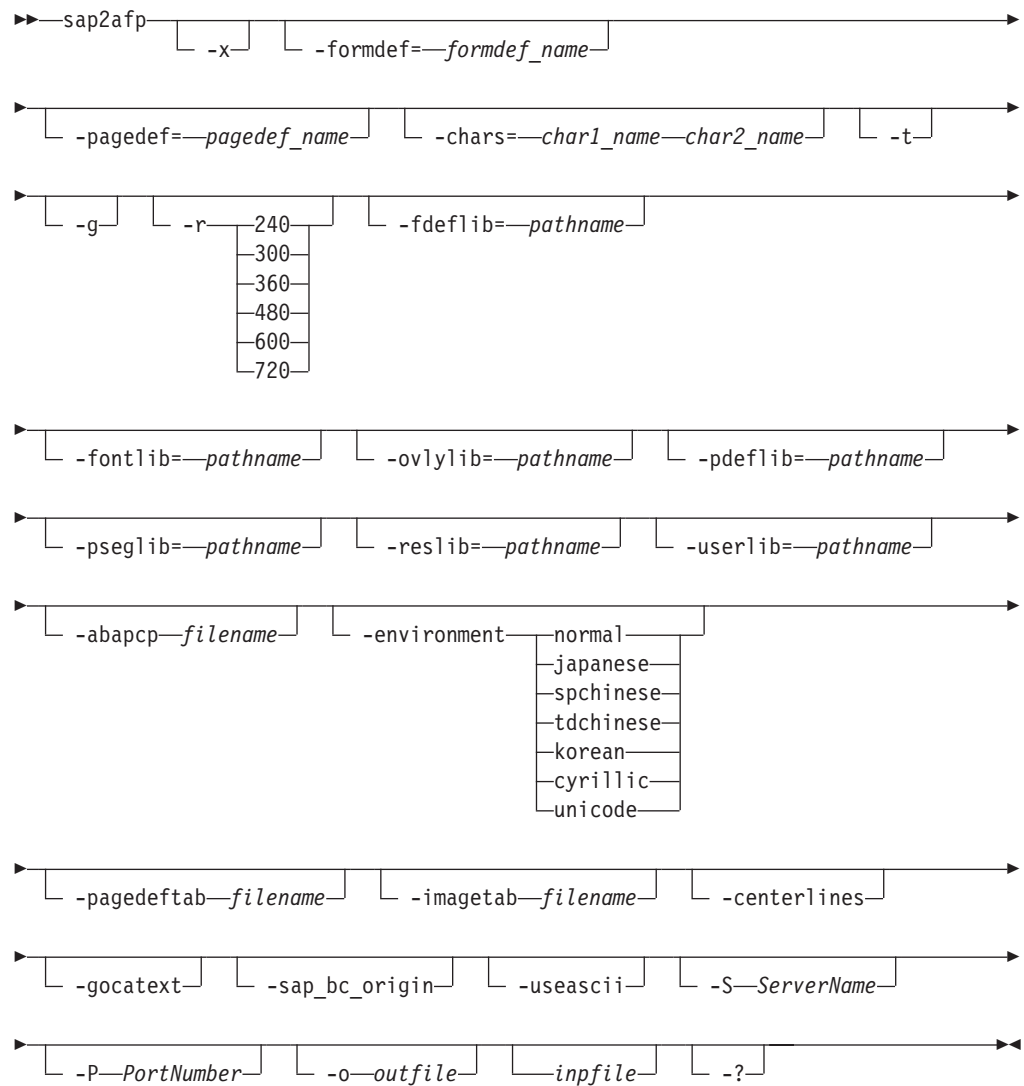 sap2afp -x -formdef= formdef_name
-pagedef= pagedef_name -chars= char1_name char2_name -t
-g -r 240 -fdeflib= pathname
300
360
480
600
720
-fontlib= pathname -ovlylib= pathname -pdeflib= pathname
-pseglib= pathname -reslib= pathname -userlib= pathname
-abapcp filename -environment normal
japanese
spchinese
tdchinese
korean
cyrillic
unicode
-pagedeftab filename -imagetab filename -centerlines
-gocatext -sap_bc_origin -useascii -S ServerName
-P PortNumber -o outfile inpfile -?